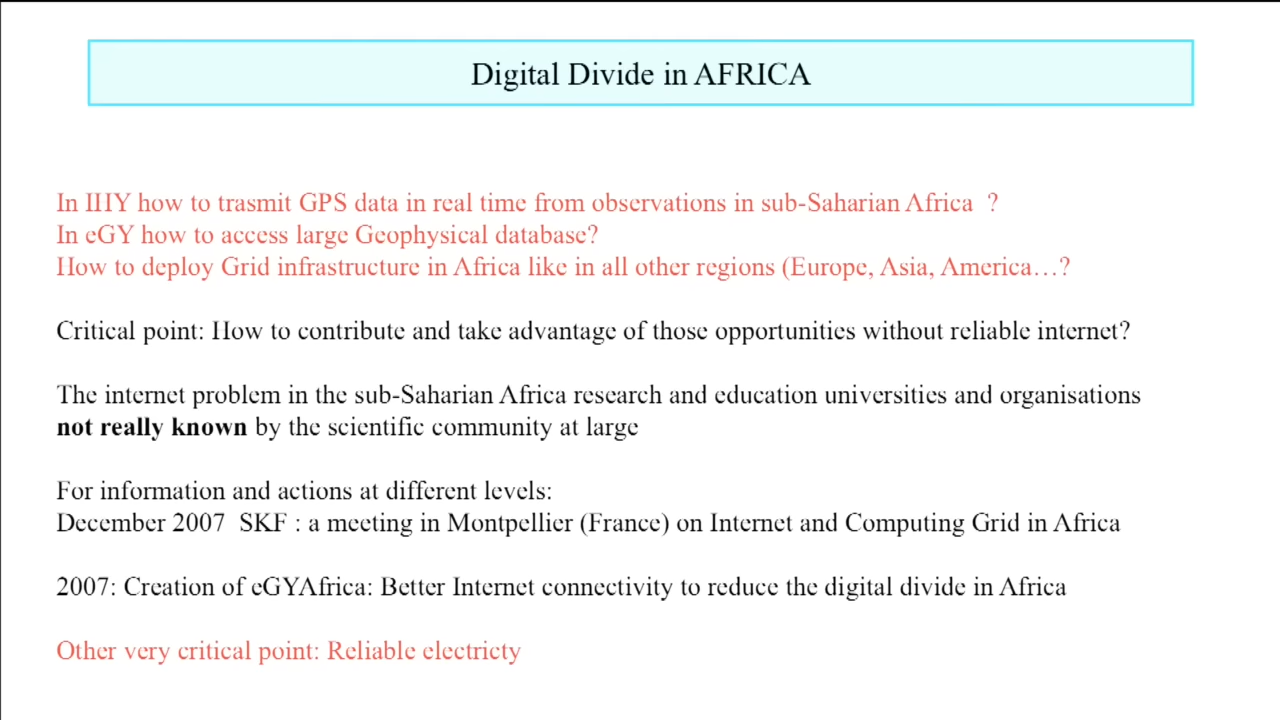 Digital Divide in AFRICA
In IHY how to trasmit GPS data in real time from observations in sub-Saharian Africa ?
In eGY how to access large Geophysical database?
How to deploy Grid infrastructure in Africa like in all other regions (Europe, Asia, America…?
Critical point: How to contribute and take advantage of those opportunities without reliable internet?
The internet problem in the sub-Saharian Africa research and education universities and organisations
not really known by the scientific community at large
For information and actions at different levels:
December 2007 SKF : a meeting in Montpellier (France) on Internet and Computing Grid in Africa
2007: Creation of eGYAfrica: Better Internet connectivity to reduce the digital divide in Africa
Other very critical point: Reliable electricty